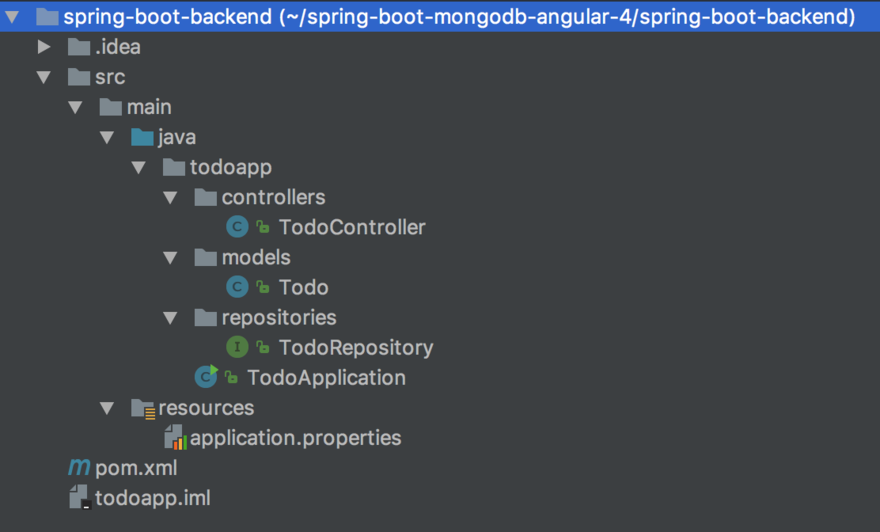 spring-boot-backend (~/spring-boot-mongodb-angular-4/spring-boot-backend)
.idea
src
main
java
todoapp
controllers
C TodoController
models
C Todo
repositories
I TodoRepository
C TodoApplication
resources
application.properties
m pom.xml
todoapp.iml